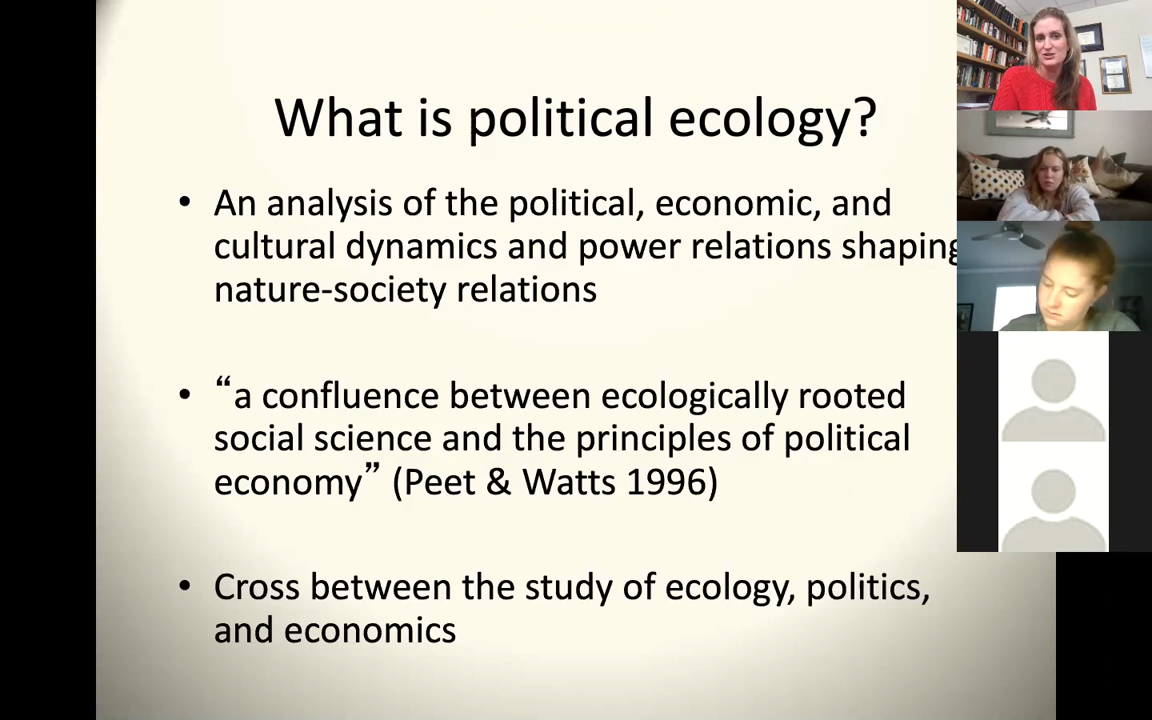 What is political ecology?
• An analysis of the political, economic, and
cultural dynamics and power relations shaping
nature-society relations
• “a confluence between ecologically rooted
social science and the principles of political
economy” (Peet & Watts 1996)
• Cross between the study of ecology, politics,
and economics